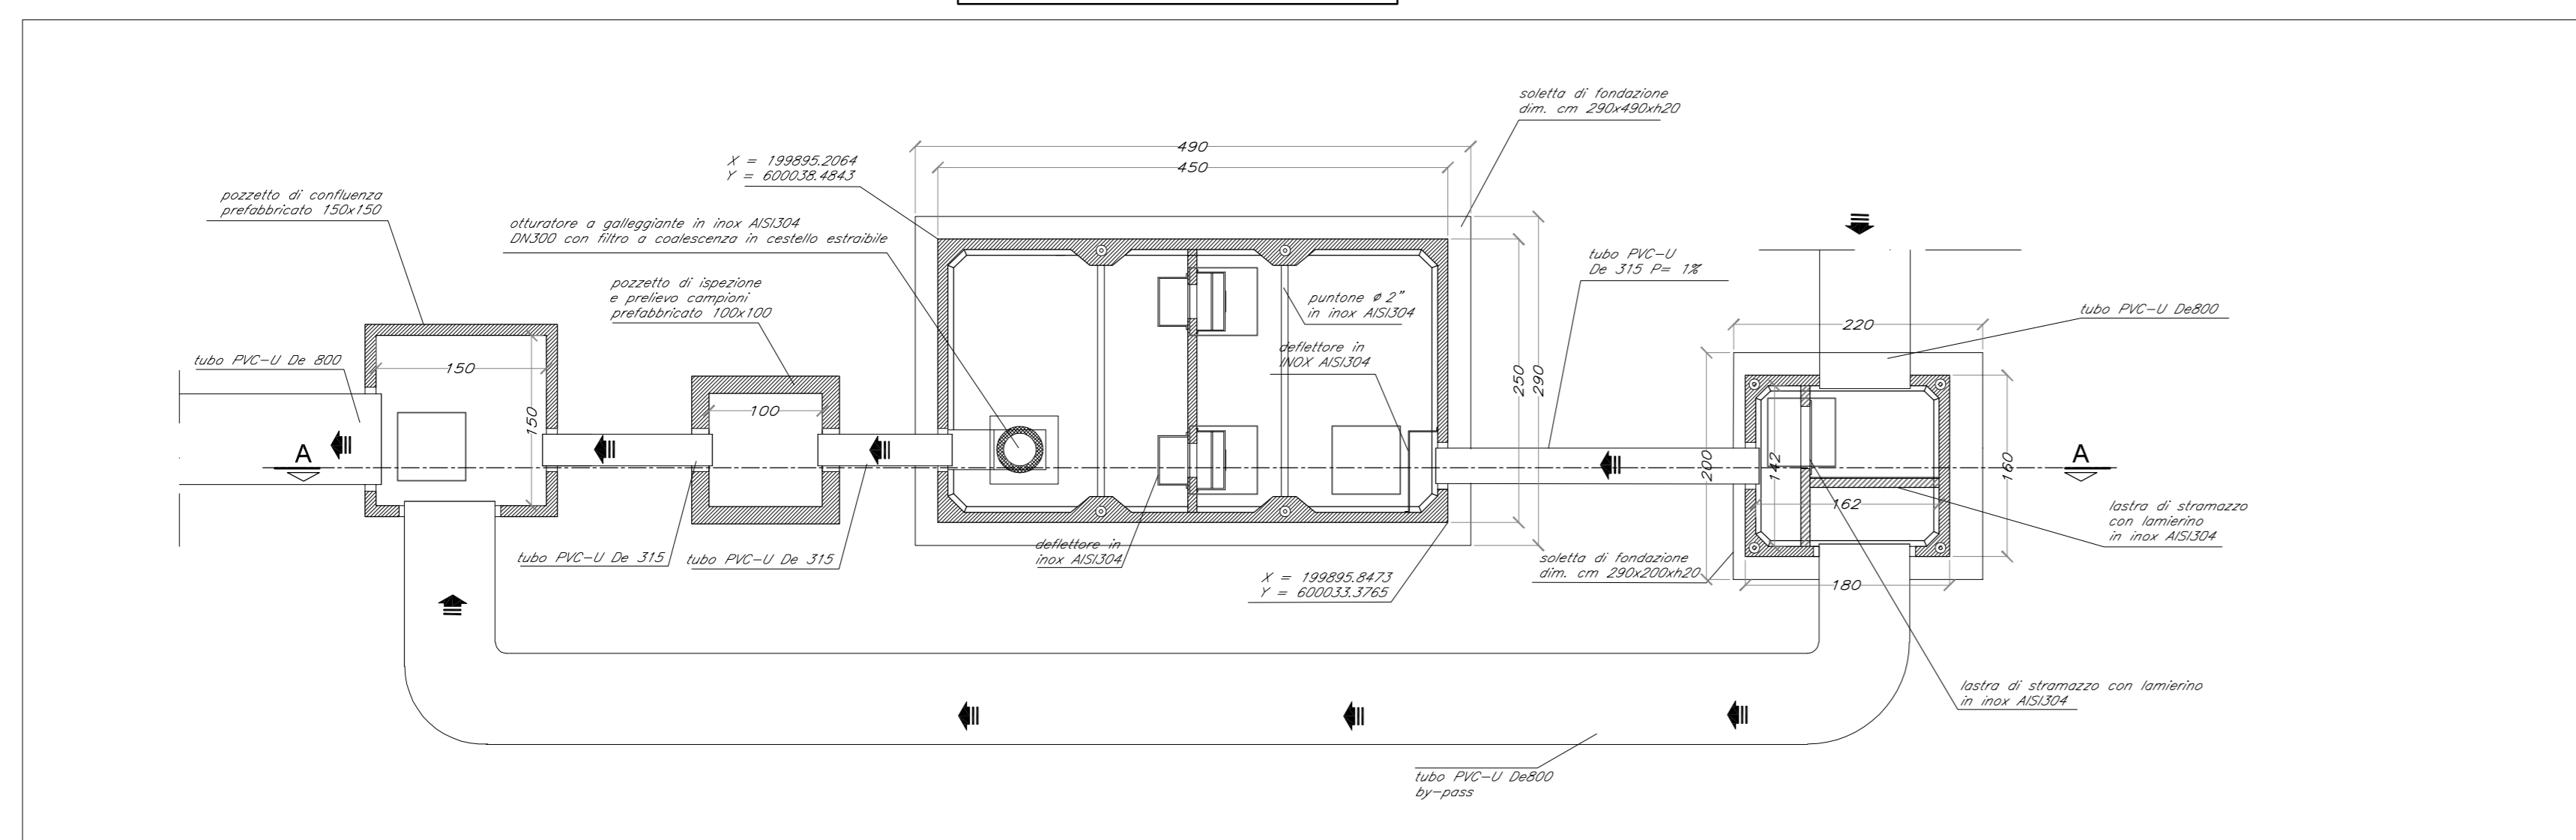 soletta di fondazione
dim. cm 290x490xh20
490
450
X = 199895.2064
Y = 600038.4843
pozzetto di confluenza
prefabbricato 150x150
otturatore a galleggiante in inox AISI304
DN300 con filtro a coalescenza in cestello estraibile
tubo PVC-U
De 315 P= 1%
pozzetto di ispezione
e prelievo campioni
prefabbricato 100x100
puntone ø 2"
in inox AISI304
tubo PVC-U De800
220
deflettore in
INOX AISI304
tubo PVC-U De 800
150
150
100
250
290
200
142
160
162
A
A
lastra di stramazzo
con lamierino
in inox AISI304
tubo PVC-U De 315
tubo PVC-U De 315
deflettore in
inox AISI304
soletta di fondazione
dim. cm 290x200xh20
X = 199895.8473
Y = 600033.3765
180
lastra di stramazzo con lamierino
in inox AISI304
tubo PVC-U De800
by-pass